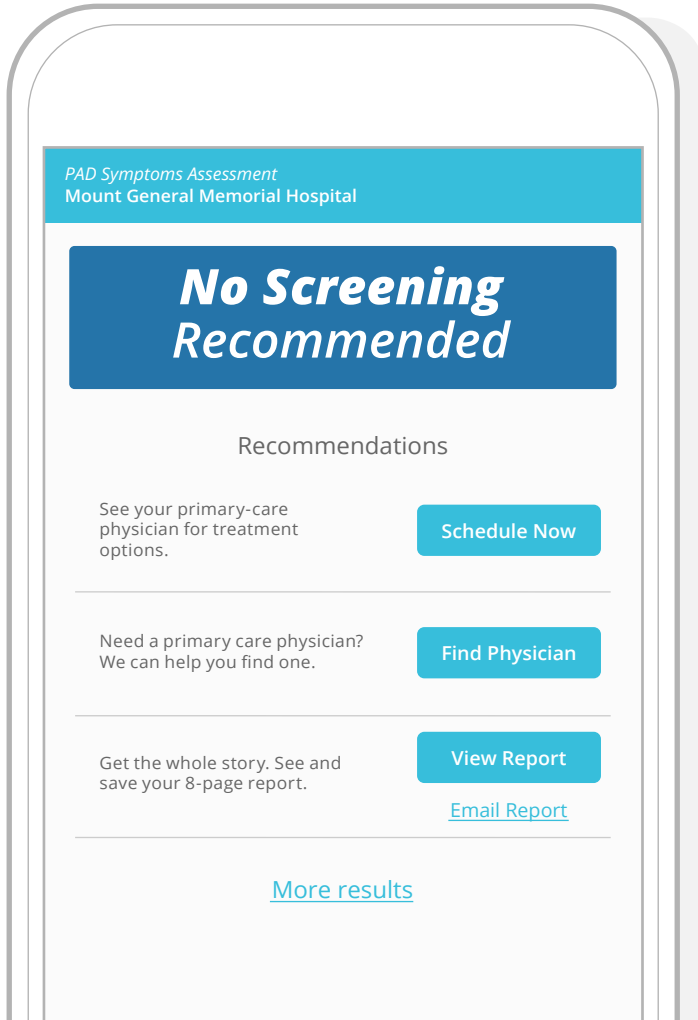 PAD Symptoms Assessment
Mount General Memorial Hospital
No Screening
Recommended
Recommendations
See your primary-care
physician for treatment
options.
Schedule Now
Need a primary care physician?
We can help you find one.
Find Physician
Get the whole story. See and
save your 8-page report.
View Report
Email Report
More results